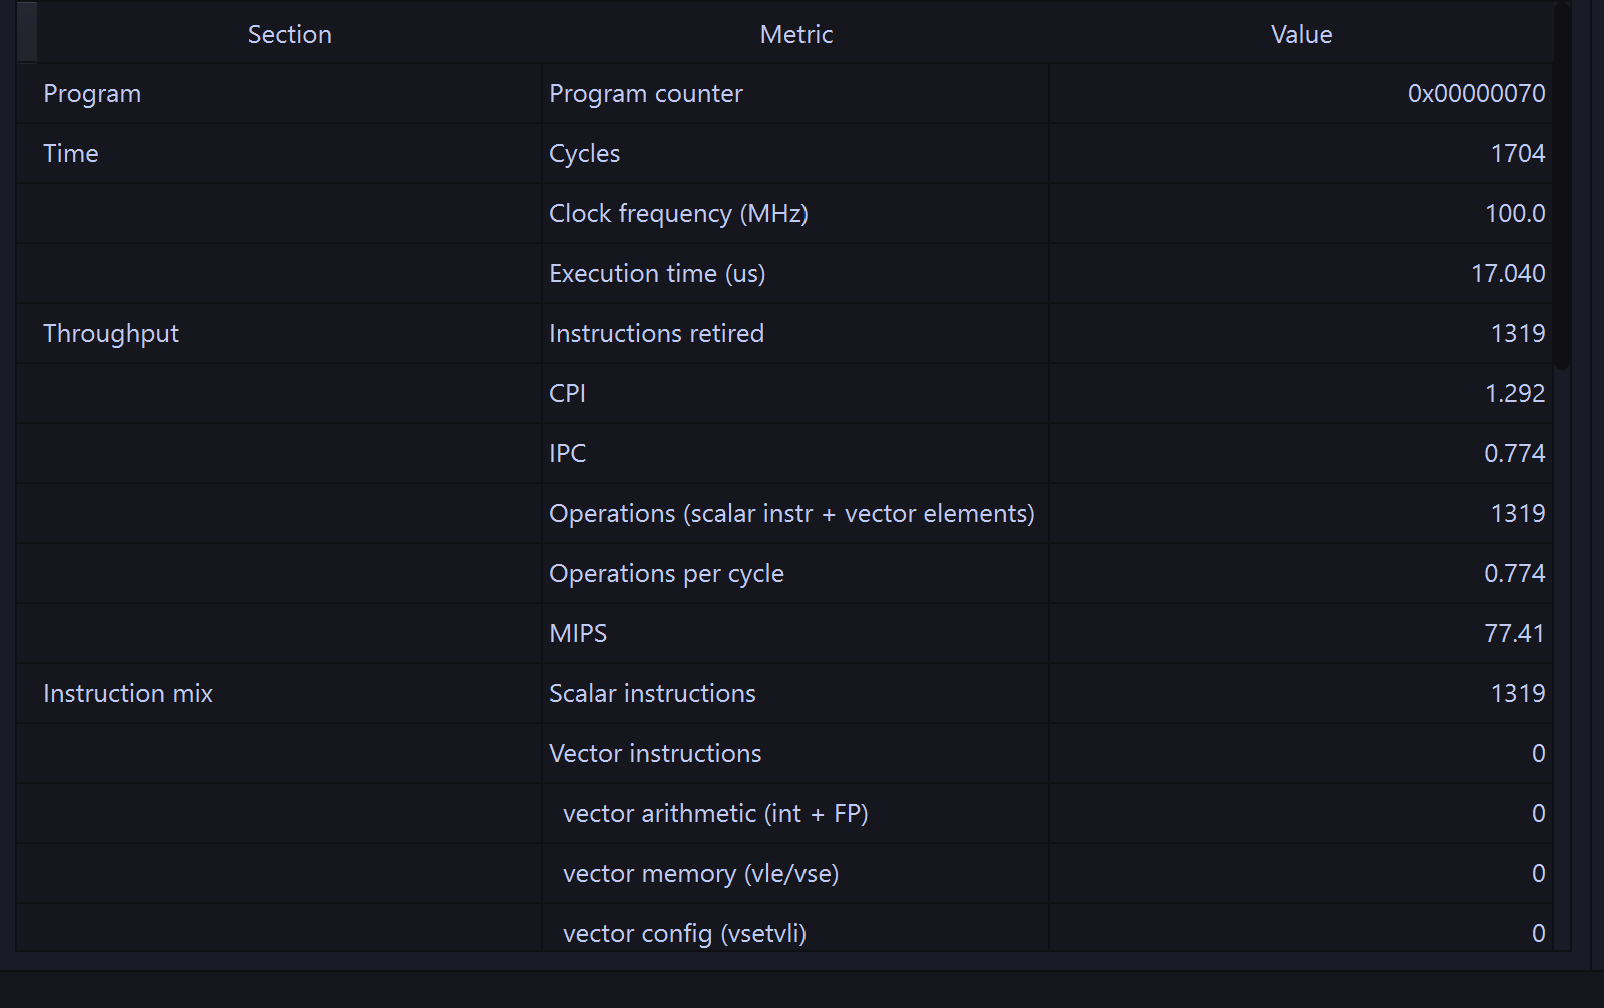 Section Metric Value
Program Program counter 0x00000070
Time Cycles 1704
Clock frequency (MHz) 100.0
Execution time (us) 17.040
Throughput Instructions retired 1319
CPI 1.292
IPC 0.774
Operations (scalar instr + vector elements) 1319
Operations per cycle 0.774
MIPS 77.41
Instruction mix Scalar instructions 1319
Vector instructions 0
vector arithmetic (int + FP) 0
vector memory (vle/vse) 0
vector config (vsetvli) 0